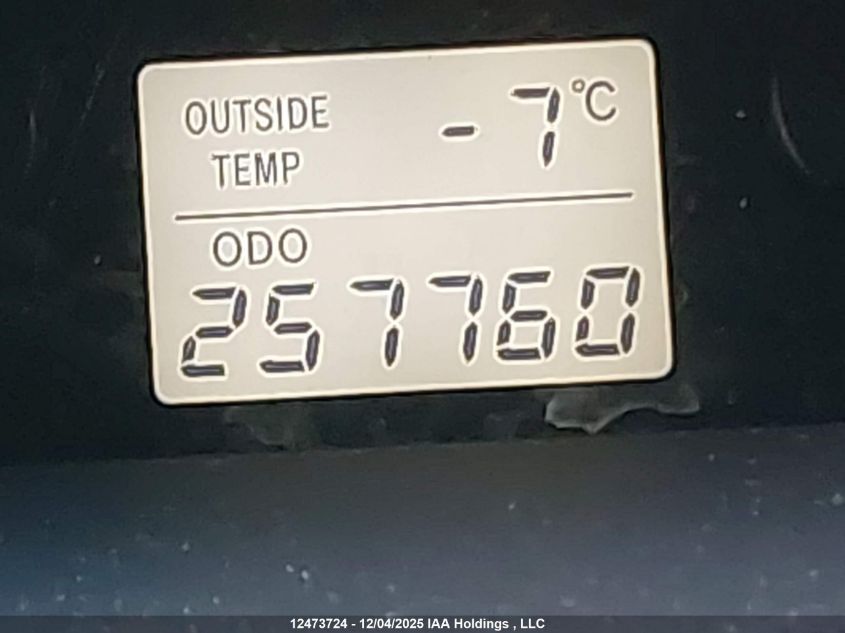 OUTSIDE
TEMP
-7°C
ODO
257760
12473724 - 12/04/2025 IAA Holdings , LLC